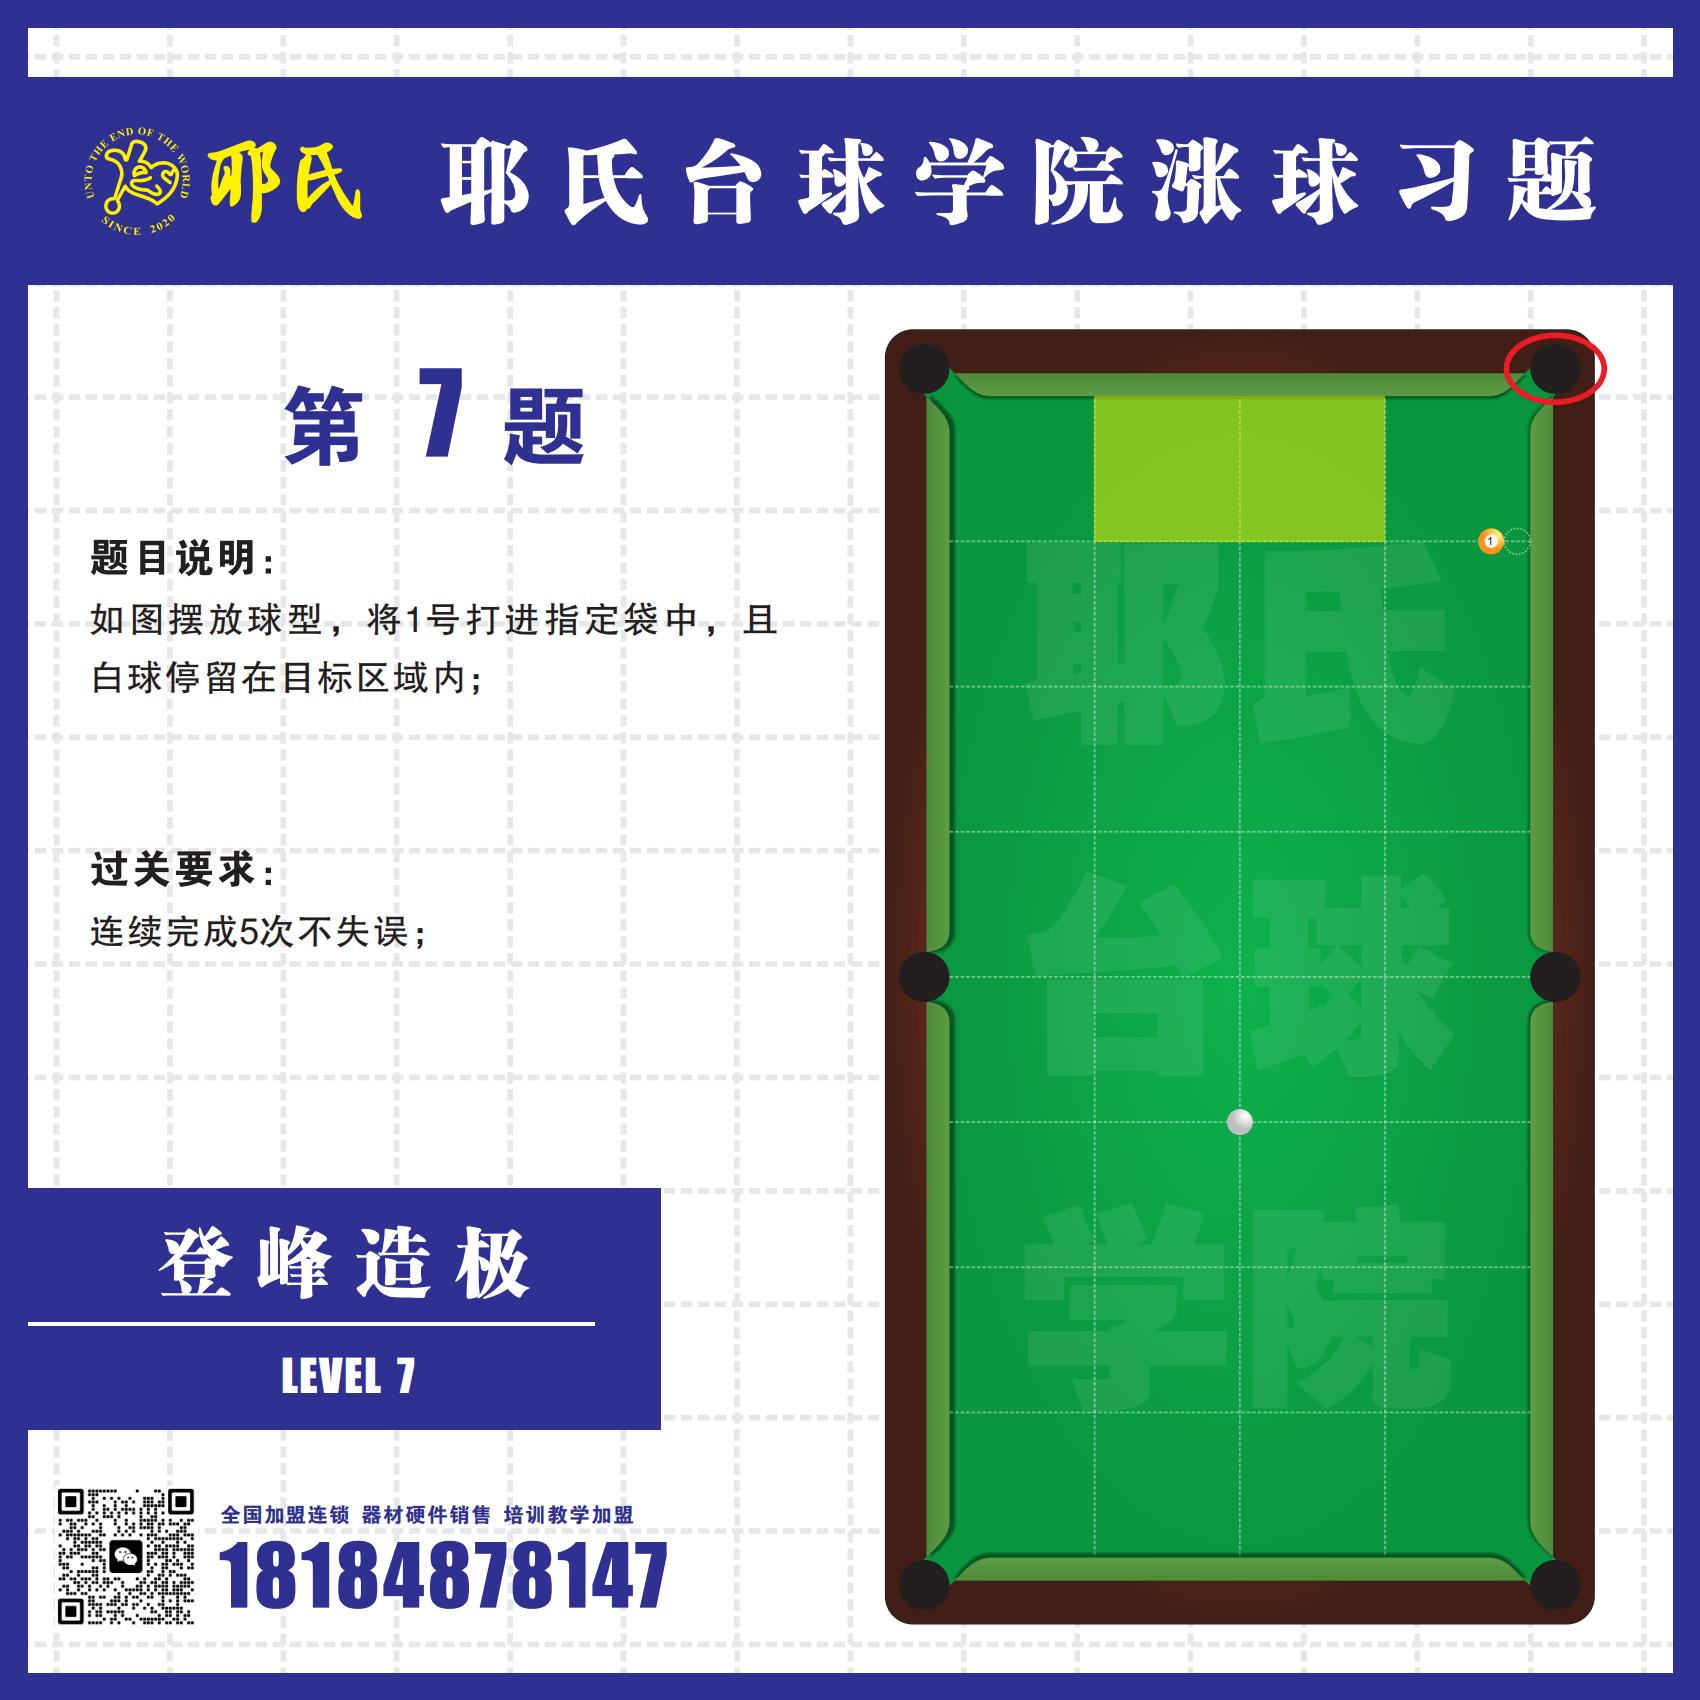 UNTO THE END OF THE WORLD
SINCE 2020
耶氏
耶氏台球学院涨球习题
第7题
题目说明：
如图摆放球型，将1号打进指定袋中，且
白球停留在目标区域内；
过关要求：
连续完成5次不失误；
登峰造极
LEVEL 7
全国加盟连锁 器材硬件销售 培训教学加盟
18184878147
1
耶氏
台球
学院